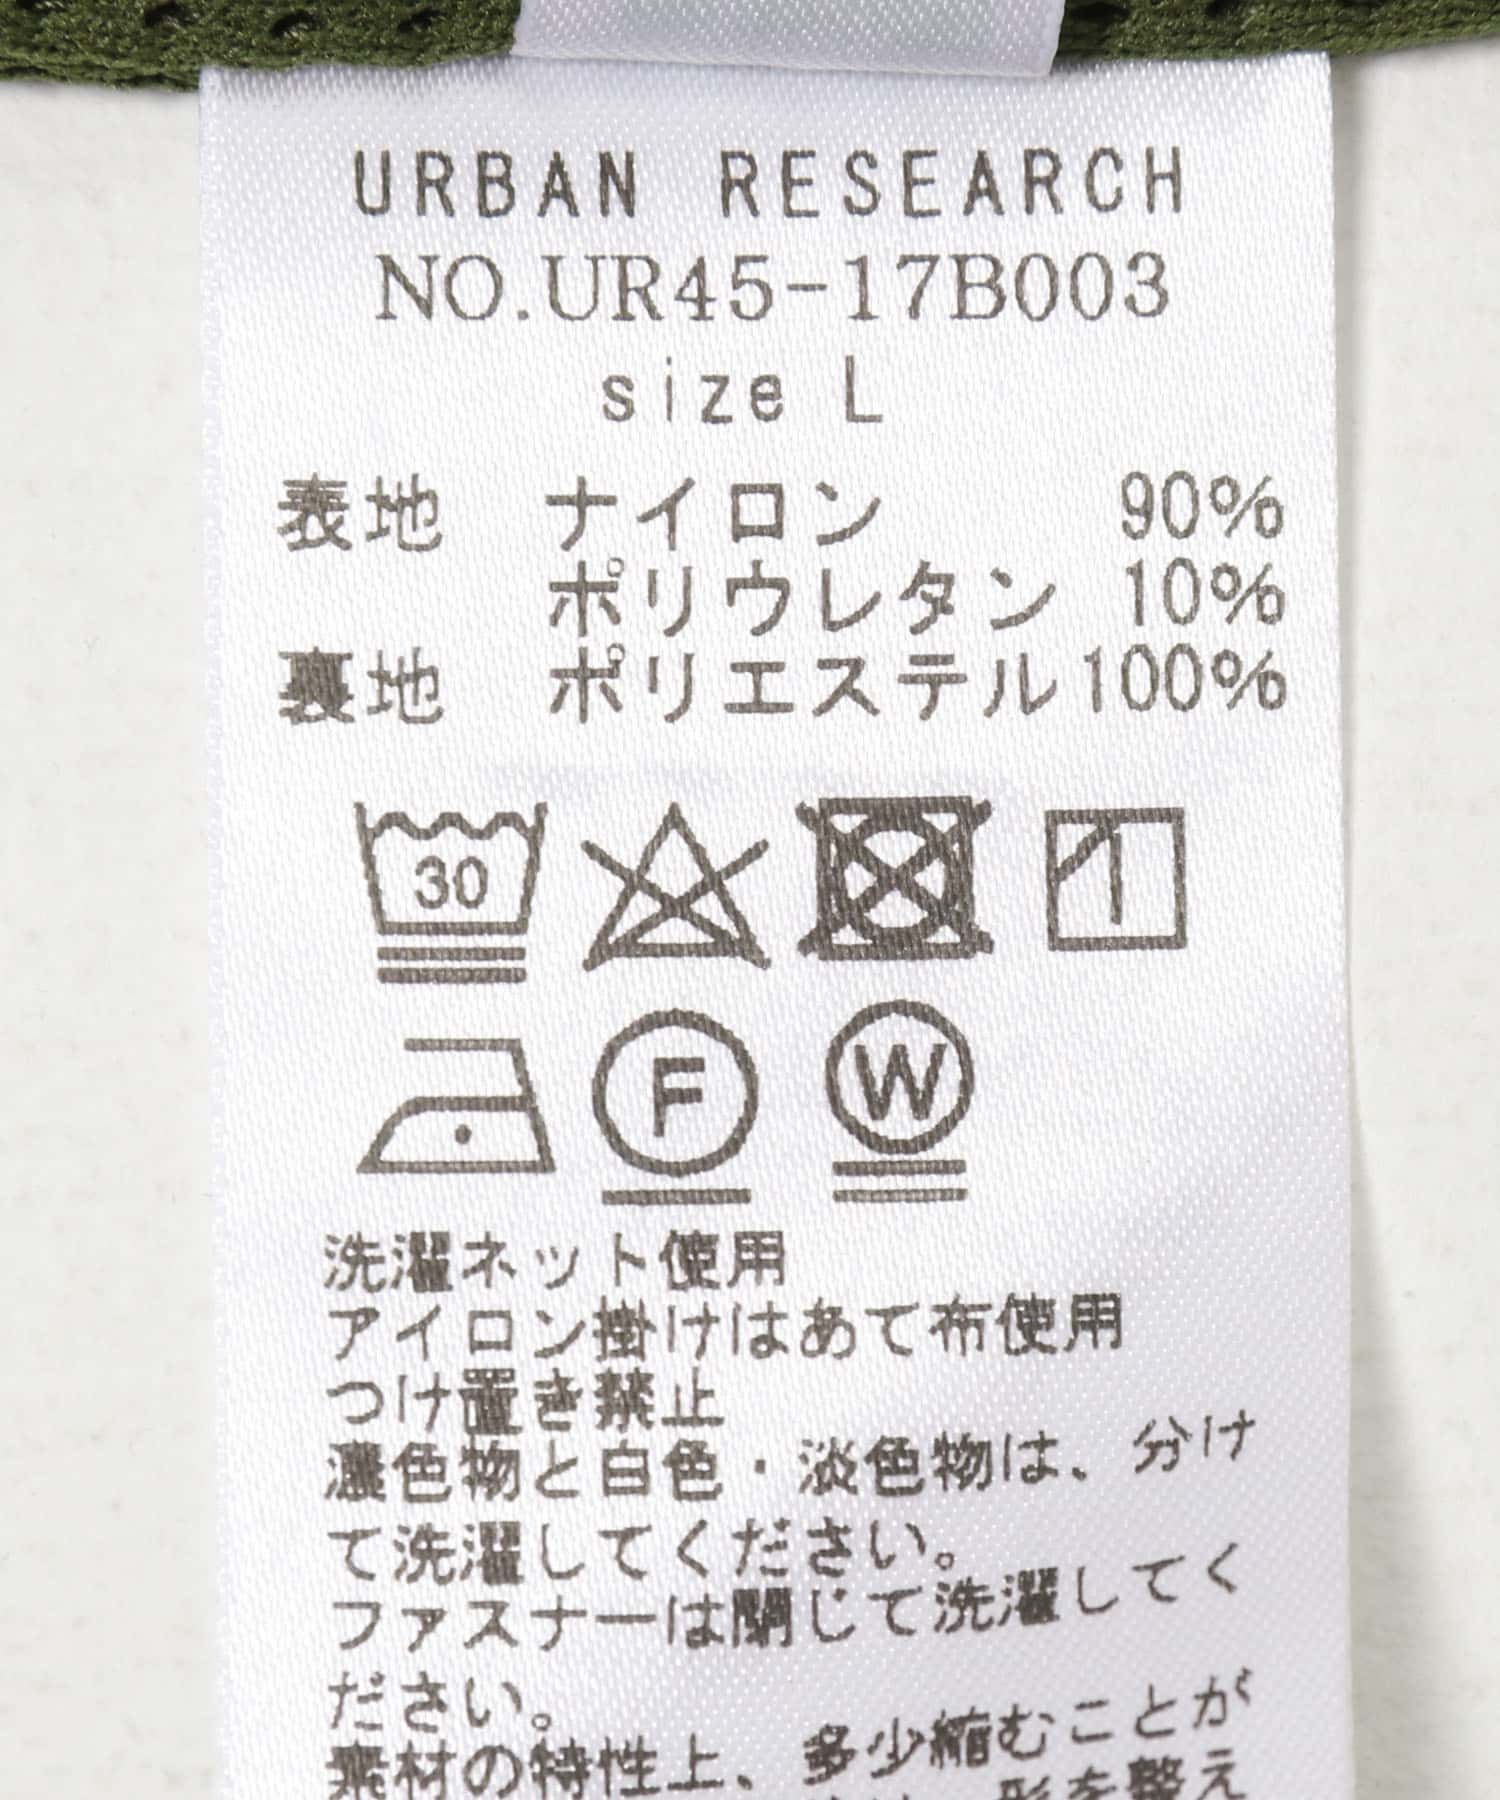 URBAN RESEARCH
NO.UR45-17B003
size L
表地 ナイロン 90%
ポリウレタン 10%
裏地 ポリエステル 100%
30
F
W
洗濯ネット使用
アイロン掛けはあて布使用
つけ置き禁止
濃色物と白色・淡色物は、分け
て洗濯してください。
ファスナーは閉じて洗濯してく
ださい。
素材の特性上、多少縮むことが
形を整え